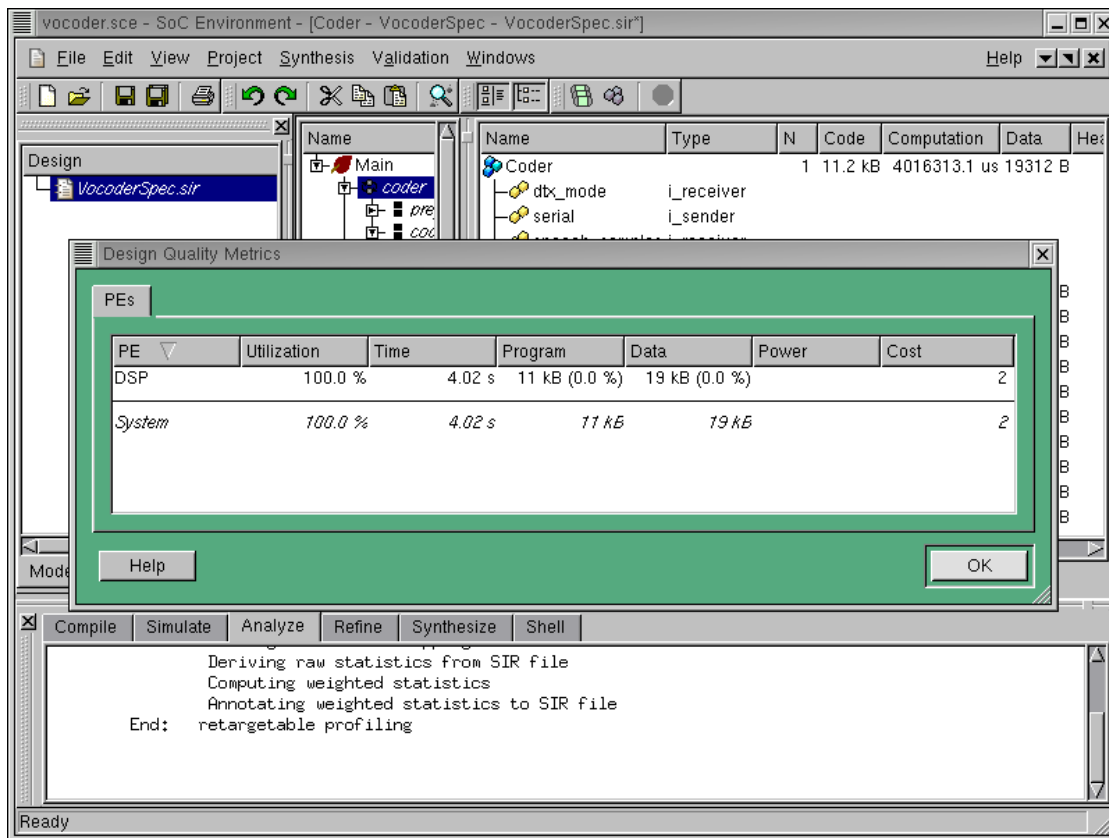 vocoder.sce - SoC Environment - [Coder - VocoderSpec - VocoderSpec.sir*]
File Edit View Project Synthesis Validation Windows Help
Name
Name Type N Code Computation Data Hea
Design
Main
Coder 1 11.2 kB 4016313.1 us 19312 B
VocoderSpec.sir
coder
dtx_mode i_receiver
pre
serial i_sender
coc
Design Quality Metrics
PEs
B
B
B
B
B
B
B
B
B
B
PE Utilization Time Program Data Power Cost
DSP 100.0 % 4.02 s 11 kB (0.0 %) 19 kB (0.0 %) 2
System 100.0 % 4.02 s 11 kB 19 kB 2
Help OK
Mode
Compile Simulate Analyze Refine Synthesize Shell
Deriving raw statistics from SIR file
Computing weighted statistics
Annotating weighted statistics to SIR file
End: retargetable profiling
Ready